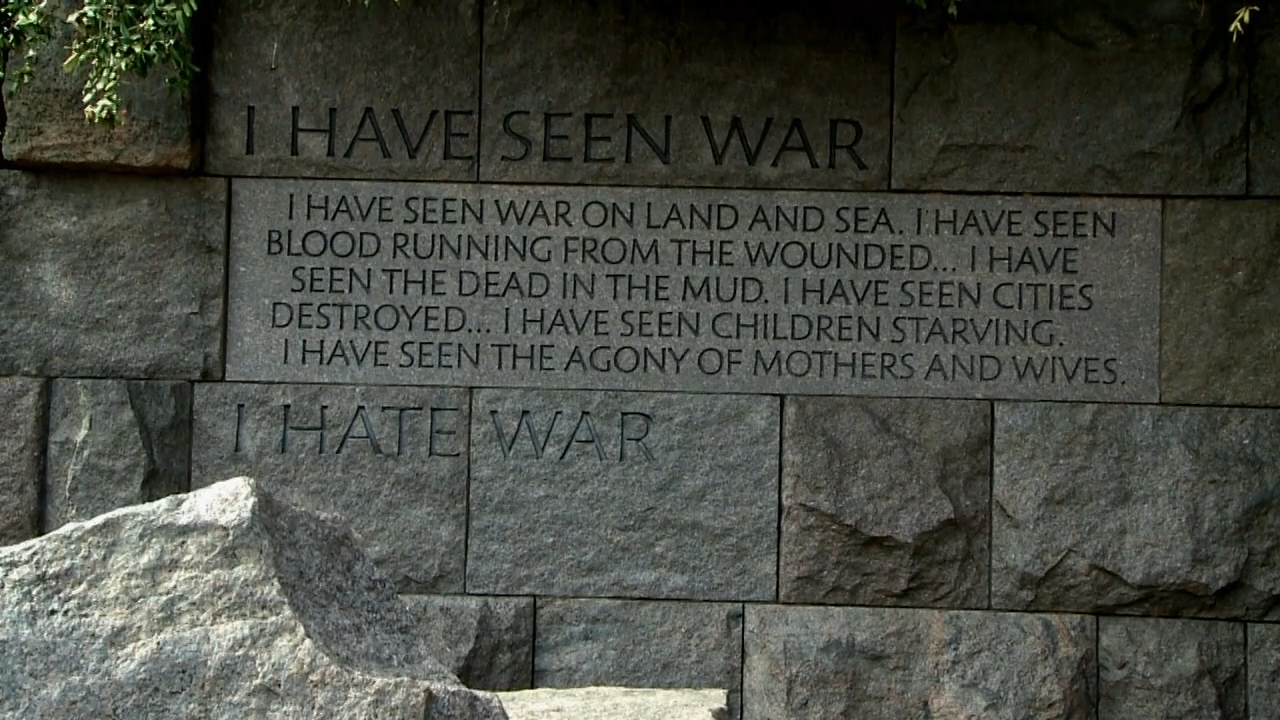 I HAVE SEEN WAR
I HAVE SEEN WAR ON LAND AND SEA. I HAVE SEEN
BLOOD RUNNING FROM THE WOUNDED... I HAVE
SEEN THE DEAD IN THE MUD. I HAVE SEEN CITIES
DESTROYED... I HAVE SEEN CHILDREN STARVING.
I HAVE SEEN THE AGONY OF MOTHERS AND WIVES.
I HATE WAR